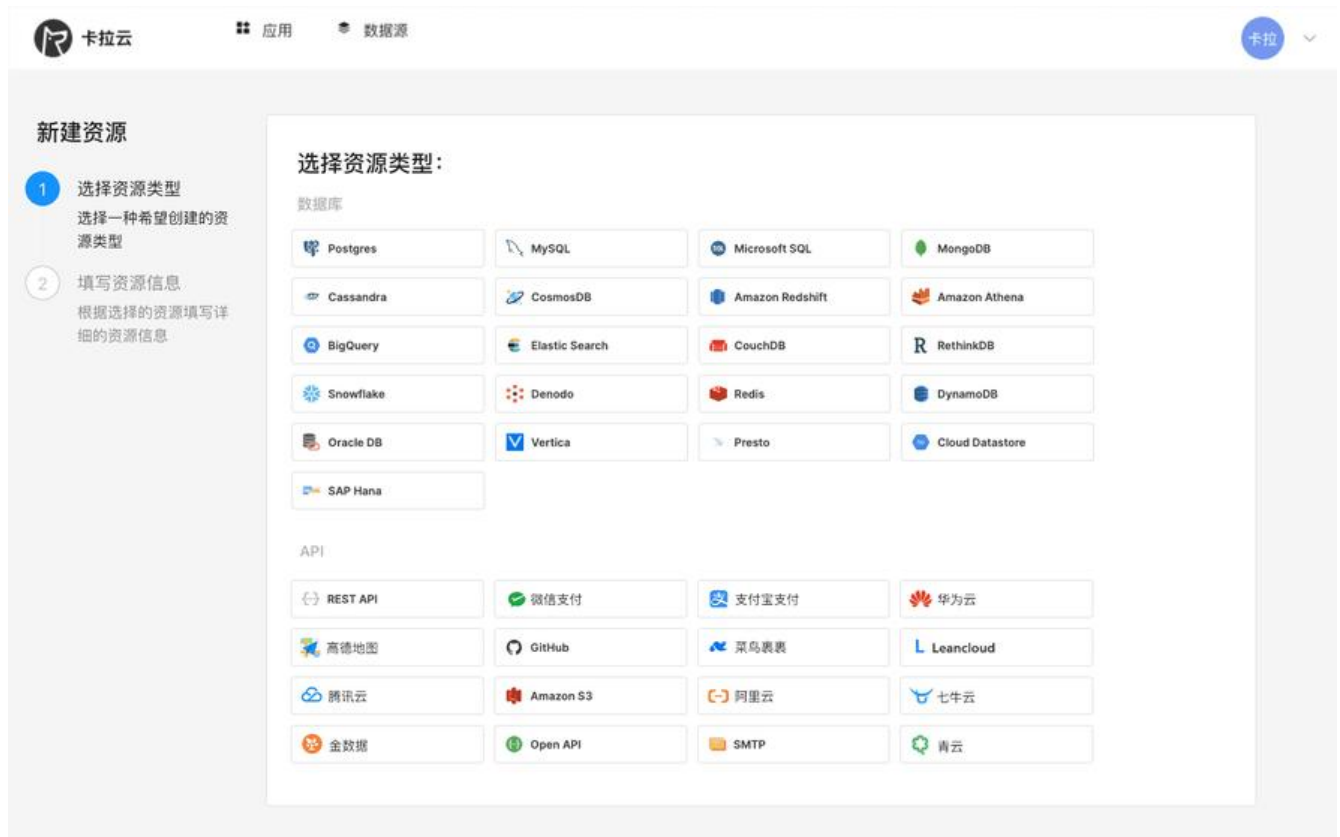 卡拉云
应用
数据源
卡拉
新建资源
1
选择资源类型
选择一种希望创建的资
源类型
2
填写资源信息
根据选择的资源填写详
细的资源信息
选择资源类型：
数据库
Postgres
MySQL
Microsoft SQL
MongoDB
Cassandra
CosmosDB
Amazon Redshift
Amazon Athena
BigQuery
Elastic Search
CouchDB
RethinkDB
Snowflake
Denodo
Redis
DynamoDB
Oracle DB
Vertica
Presto
Cloud Datastore
SAP Hana
API
REST API
微信支付
支付宝支付
华为云
高德地图
GitHub
菜鸟裹裹
Leancloud
腾讯云
Amazon S3
阿里云
七牛云
金数据
Open API
SMTP
青云